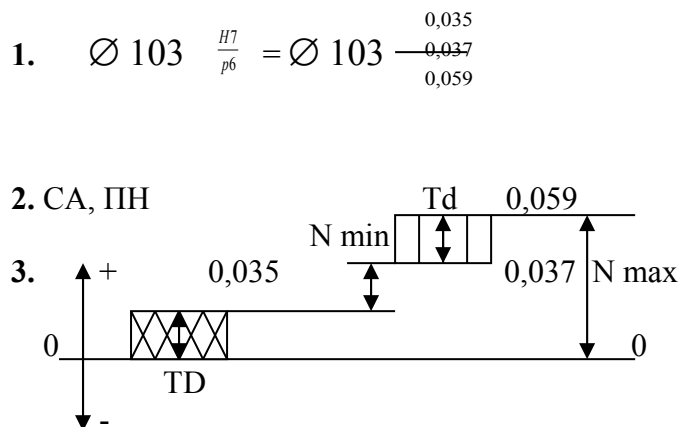 0,035
1. ∅ 103 H7/p6 = ∅ 103 0,037
0,059
2. СА, ПН Td 0,059
N min
3. + 0,035 0,037 N max
0 0
TD
-